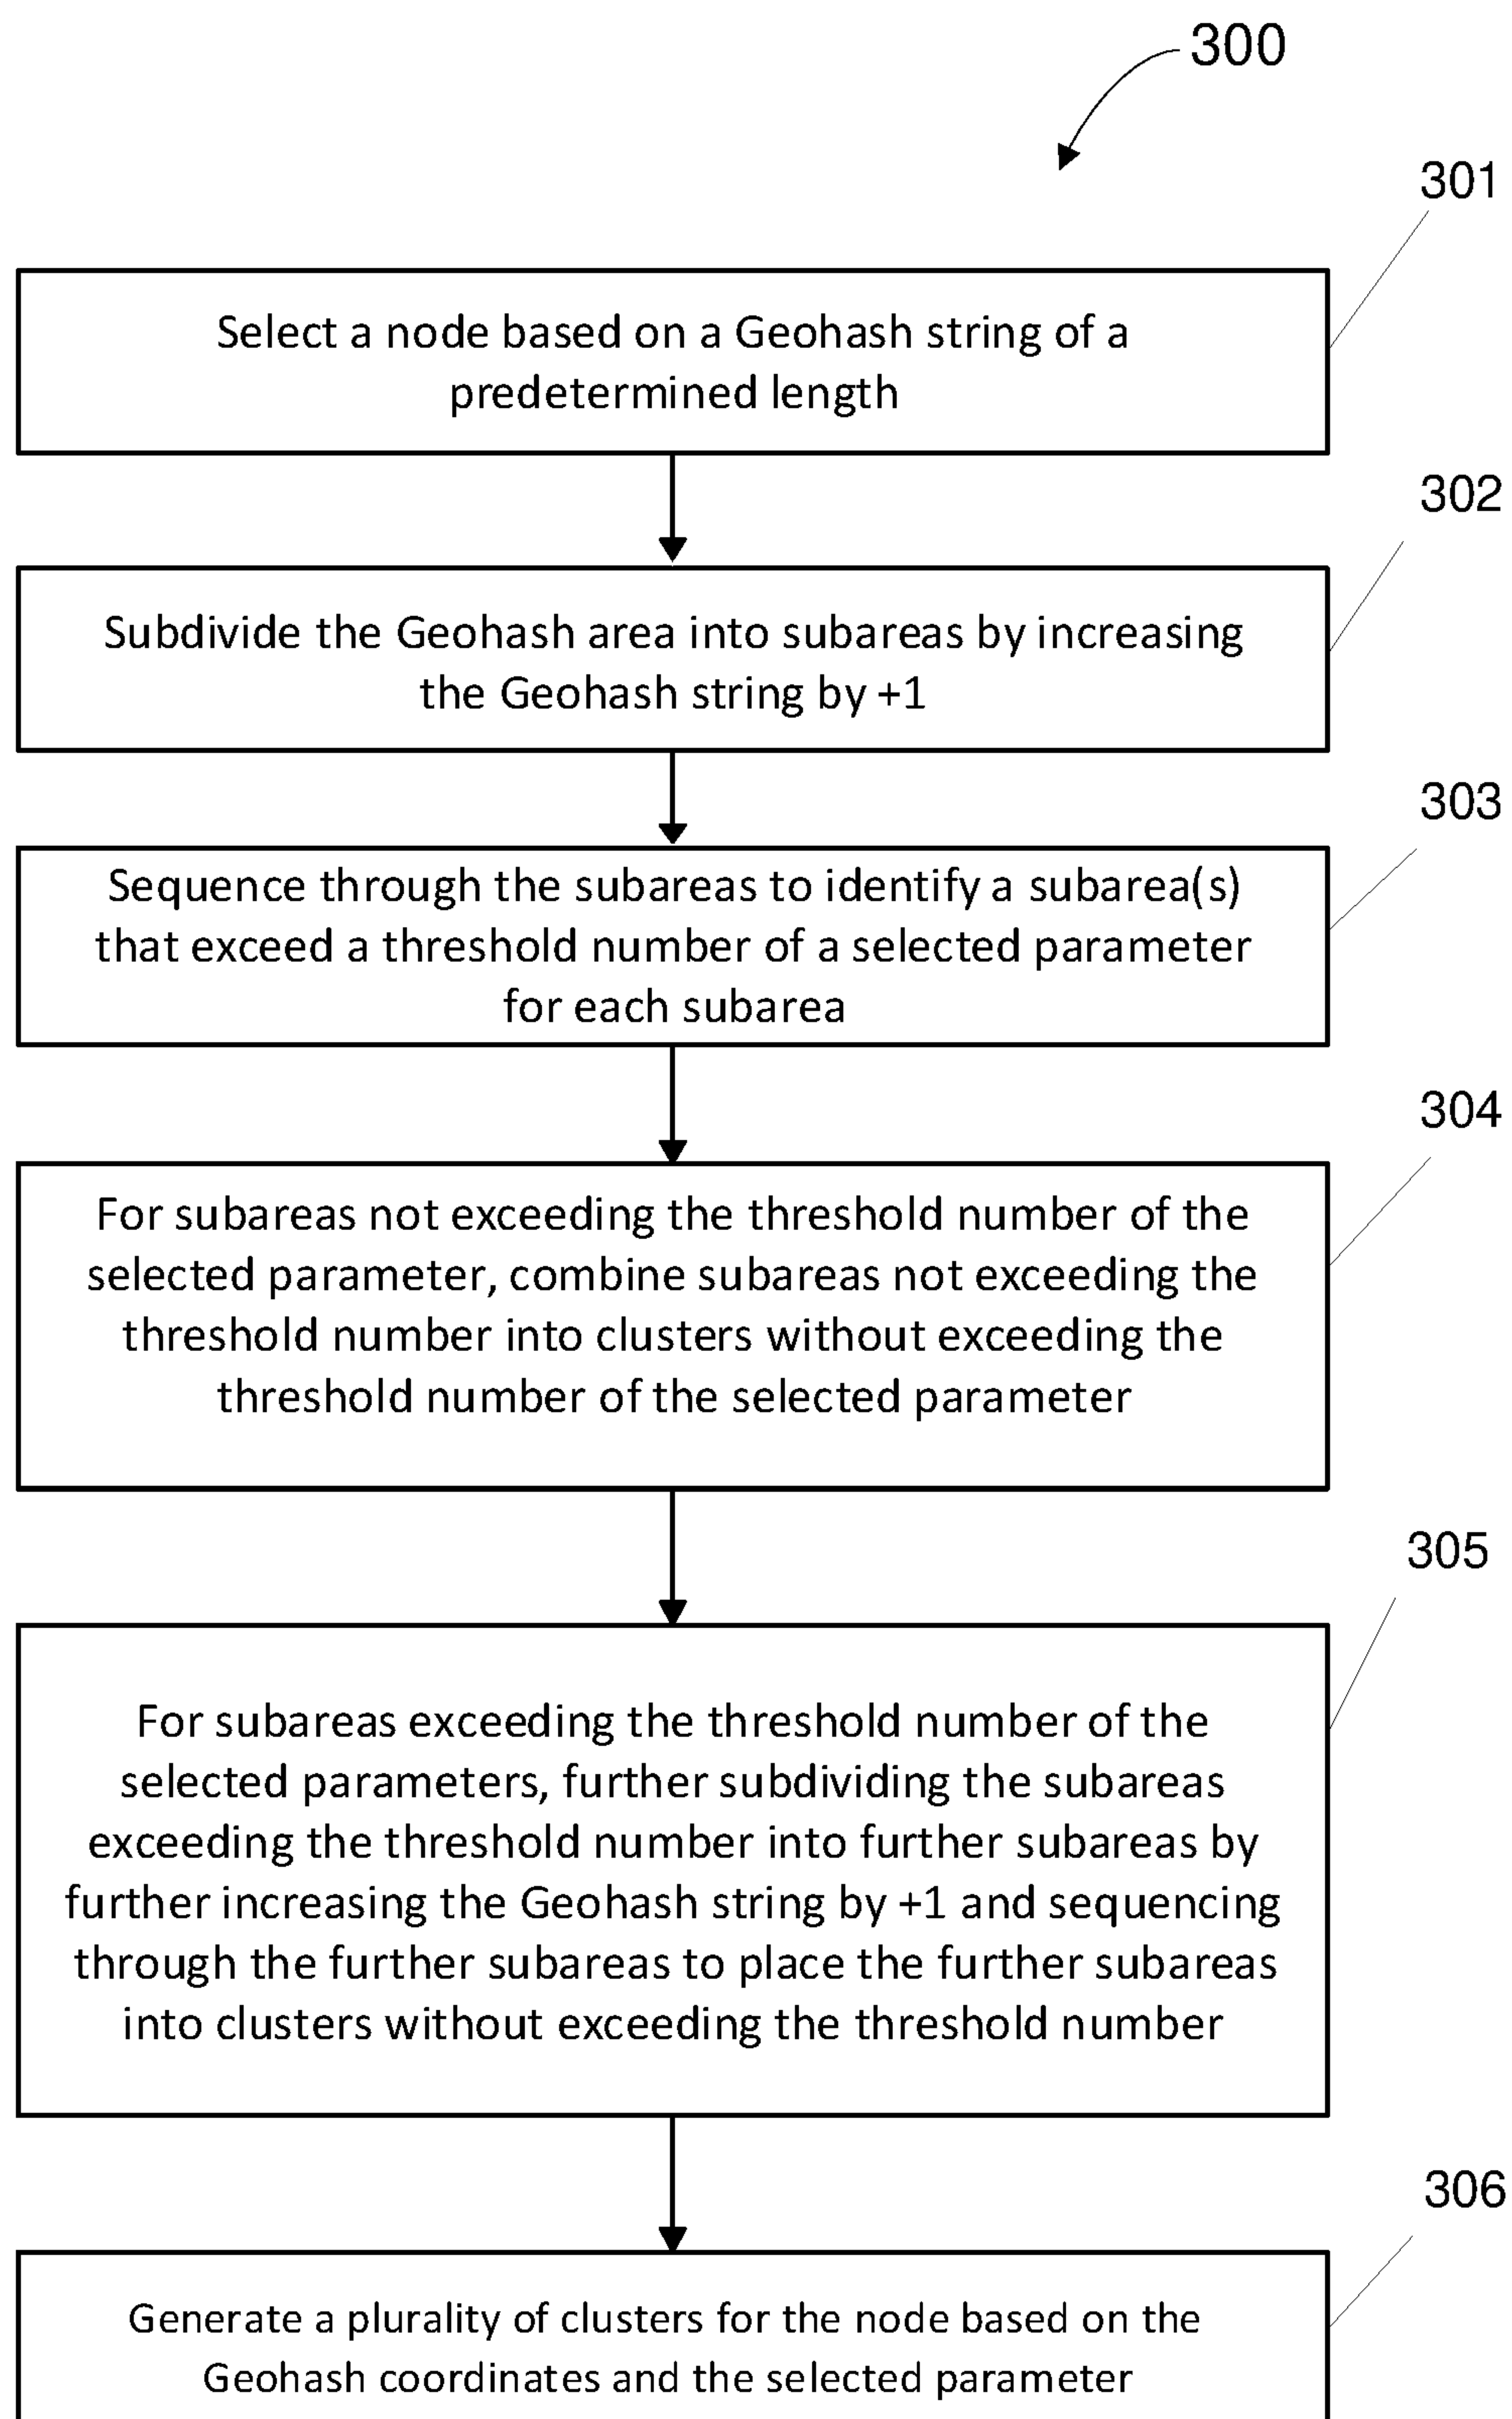 300
301
Select a node based on a Geohash string of a
predetermined length
302
Subdivide the Geohash area into subareas by increasing
the Geohash string by +1
303
Sequence through the subareas to identify a subarea(s)
that exceed a threshold number of a selected parameter
for each subarea
304
For subareas not exceeding the threshold number of the
selected parameter, combine subareas not exceeding the
threshold number into clusters without exceeding the
threshold number of the selected parameter
305
For subareas exceeding the threshold number of the
selected parameters, further subdividing the subareas
exceeding the threshold number into further subareas by
further increasing the Geohash string by +1 and sequencing
through the further subareas to place the further subareas
into clusters without exceeding the threshold number
306
Generate a plurality of clusters for the node based on the
Geohash coordinates and the selected parameter